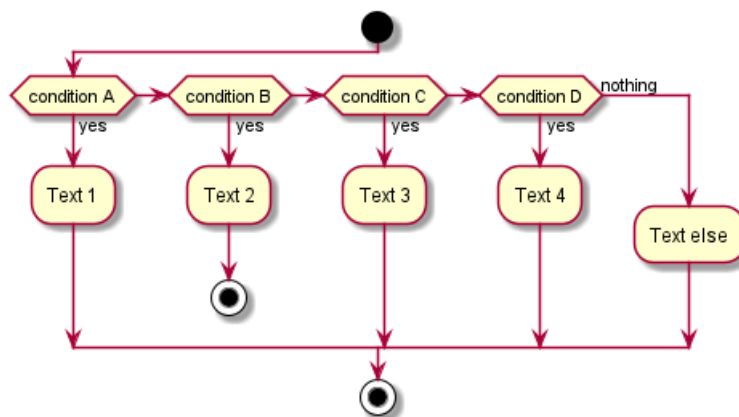 condition A
condition B
condition C
condition D
nothing
yes
yes
yes
yes
Text 1
Text 2
Text 3
Text 4
Text else